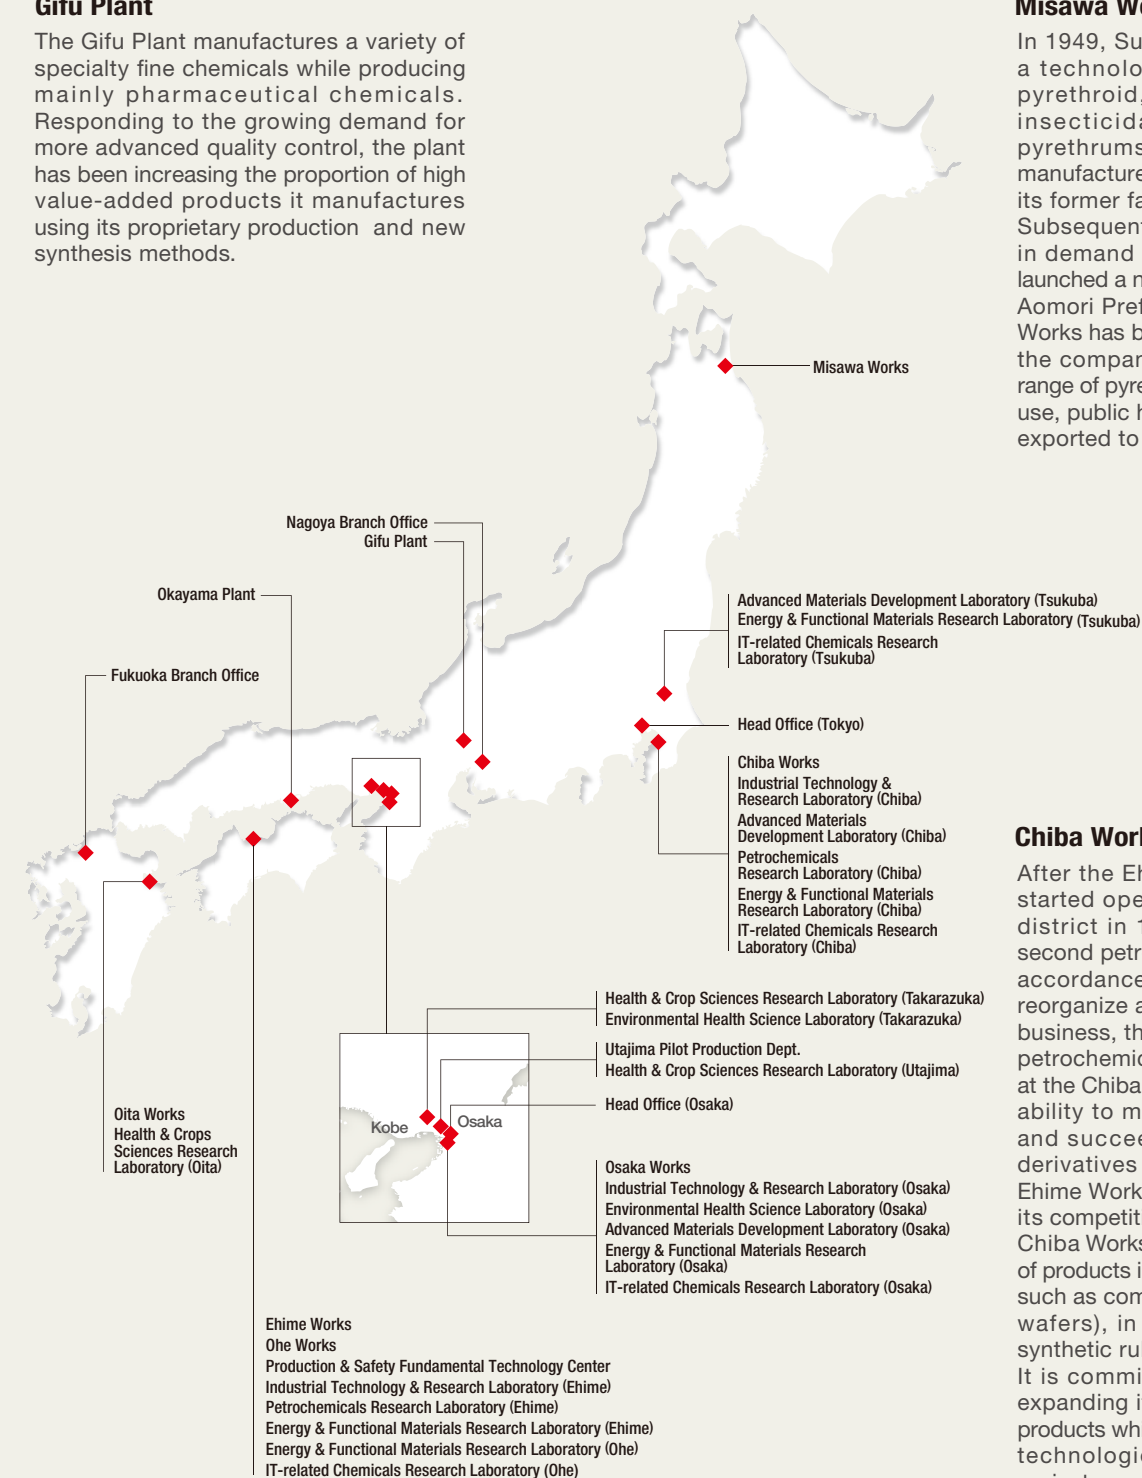 Gifu Plant
The Gifu Plant manufactures a variety of
specialty fine chemicals while producing
mainly pharmaceutical chemicals.
Responding to the growing demand for
more advanced quality control, the plant
has been increasing the proportion of high
value-added products it manufactures
using its proprietary production and new
synthesis methods.
Misawa Wo
In 1949, Su
a technolo
pyrethroid,
insecticida
pyrethrums
manufacture
its former fa
Subsequent
in demand
launched a n
Aomori Pref
Works has b
the compan
range of pyre
use, public h
exported to
Misawa Works
Nagoya Branch Office
Gifu Plant
Okayama Plant
Fukuoka Branch Office
Advanced Materials Development Laboratory (Tsukuba)
Energy & Functional Materials Research Laboratory (Tsukuba)
IT-related Chemicals Research
Laboratory (Tsukuba)
Head Office (Tokyo)
Chiba Works
Industrial Technology &
Research Laboratory (Chiba)
Advanced Materials
Development Laboratory (Chiba)
Petrochemicals
Research Laboratory (Chiba)
Energy & Functional Materials
Research Laboratory (Chiba)
IT-related Chemicals Research
Laboratory (Chiba)
Chiba Work
After the Eh
started ope
district in 1
second petr
accordance
reorganize a
business, th
petrochemic
at the Chiba
ability to m
and succee
derivatives
Ehime Work
its competit
Chiba Works
of products i
such as com
wafers), in
synthetic ru
It is commi
expanding i
products wh
technologie
Health & Crop Sciences Research Laboratory (Takarazuka)
Environmental Health Science Laboratory (Takarazuka)
Utajima Pilot Production Dept.
Health & Crop Sciences Research Laboratory (Utajima)
Head Office (Osaka)
Kobe
Osaka
Osaka Works
Industrial Technology & Research Laboratory (Osaka)
Environmental Health Science Laboratory (Osaka)
Advanced Materials Development Laboratory (Osaka)
Energy & Functional Materials Research
Laboratory (Osaka)
IT-related Chemicals Research Laboratory (Osaka)
Oita Works
Health & Crops
Sciences Research
Laboratory (Oita)
Ehime Works
Ohe Works
Production & Safety Fundamental Technology Center
Industrial Technology & Research Laboratory (Ehime)
Petrochemicals Research Laboratory (Ehime)
Energy & Functional Materials Research Laboratory (Ehime)
Energy & Functional Materials Research Laboratory (Ohe)
IT-related Chemicals Research Laboratory (Ohe)